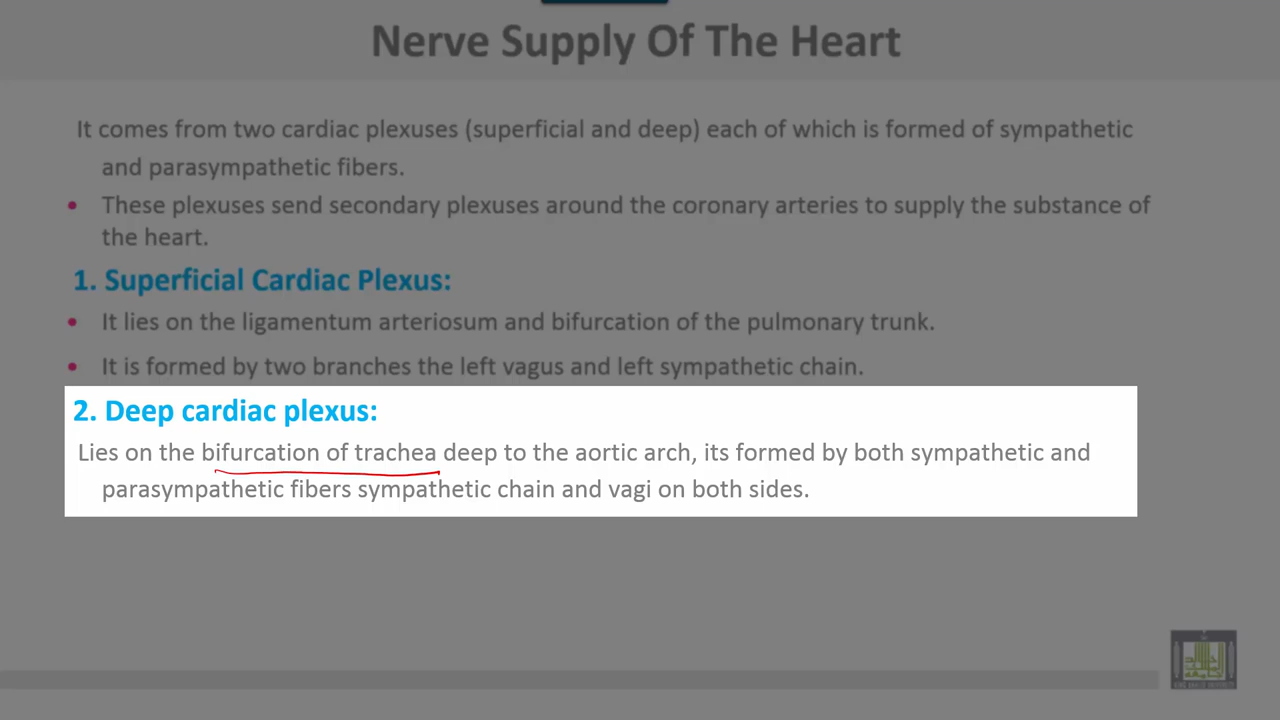 Nerve Supply Of The Heart
It comes from two cardiac plexuses (superficial and deep) each of which is formed of sympathetic
and parasympathetic fibers.
• These plexuses send secondary plexuses around the coronary arteries to supply the substance of
the heart.
1. Superficial Cardiac Plexus:
• It lies on the ligamentum arteriosum and bifurcation of the pulmonary trunk.
• It is formed by two branches the left vagus and left sympathetic chain.
2. Deep cardiac plexus:
Lies on the bifurcation of trachea deep to the aortic arch, its formed by both sympathetic and
parasympathetic fibers sympathetic chain and vagi on both sides.